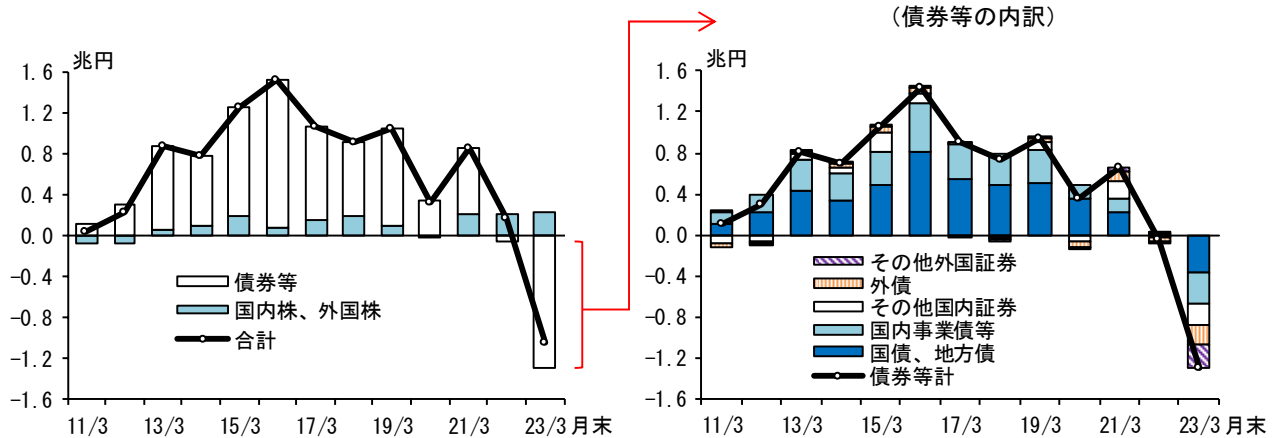 （債券等の内訳）
兆円
1.6
1.2
0.8
0.4
0.0
-0.4
-0.8
-1.2
-1.6
債券等
国内株、外国株
合計
11/3 13/3 15/3 17/3 19/3 21/3 23/3 月末
兆円
1.6
1.2
0.8
0.4
0.0
-0.4
-0.8
-1.2
-1.6
その他外国証券
外債
その他国内証券
国内事業債等
国債、地方債
債券等計
11/3 13/3 15/3 17/3 19/3 21/3 23/3 月末